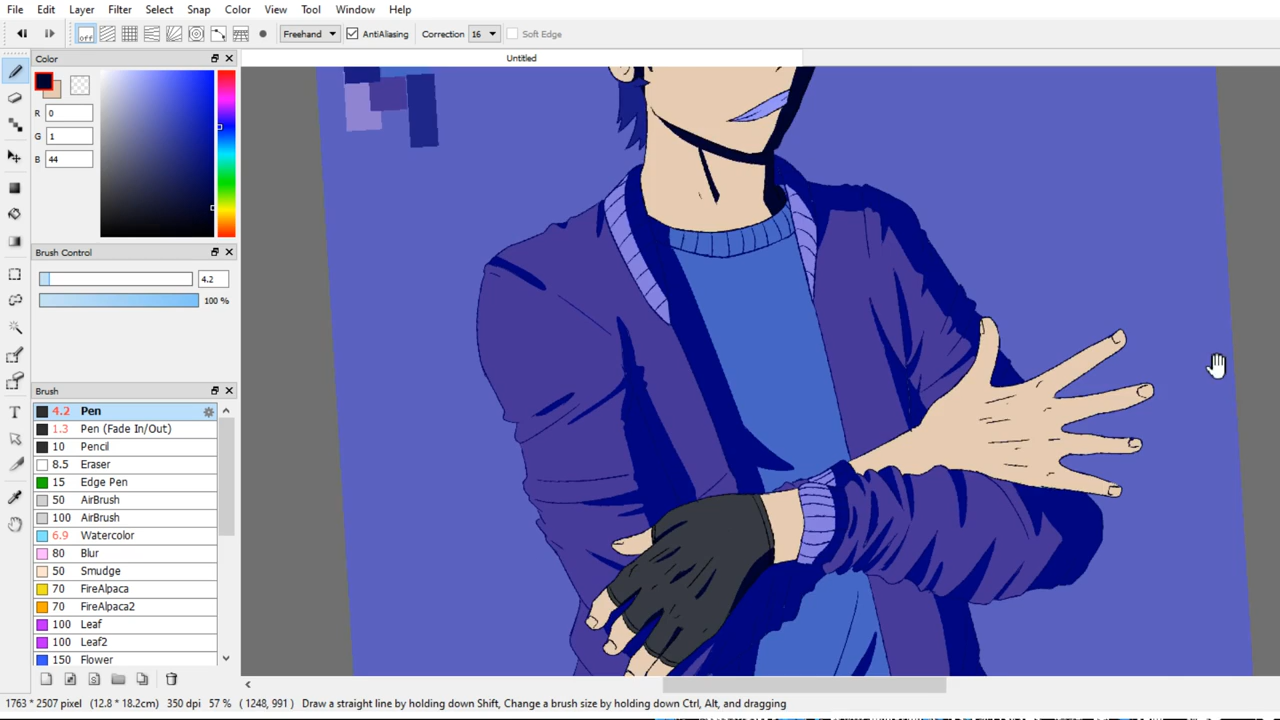 File Edit Layer Filter Select Snap Color View Tool Window Help
off Freehand AntiAliasing Correction 16 Soft Edge
Color
Untitled
R 0
G 1
B 44
Brush Control
4.2
100 %
Brush
4.2 Pen
1.3 Pen (Fade In/Out)
10 Pencil
8.5 Eraser
15 Edge Pen
50 AirBrush
100 AirBrush
6.9 Watercolor
80 Blur
50 Smudge
70 FireAlpaca
70 FireAlpaca2
100 Leaf
100 Leaf2
150 Flower
1763 * 2507 pixel (12.8 * 18.2cm) 350 dpi 57 % ( 1248, 991 ) Draw a straight line by holding down Shift, Change a brush size by holding down Ctrl, Alt, and dragging